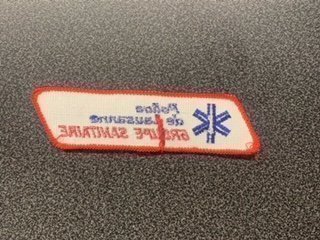 Police
de Lausanne
GROUPE SANITAIRE